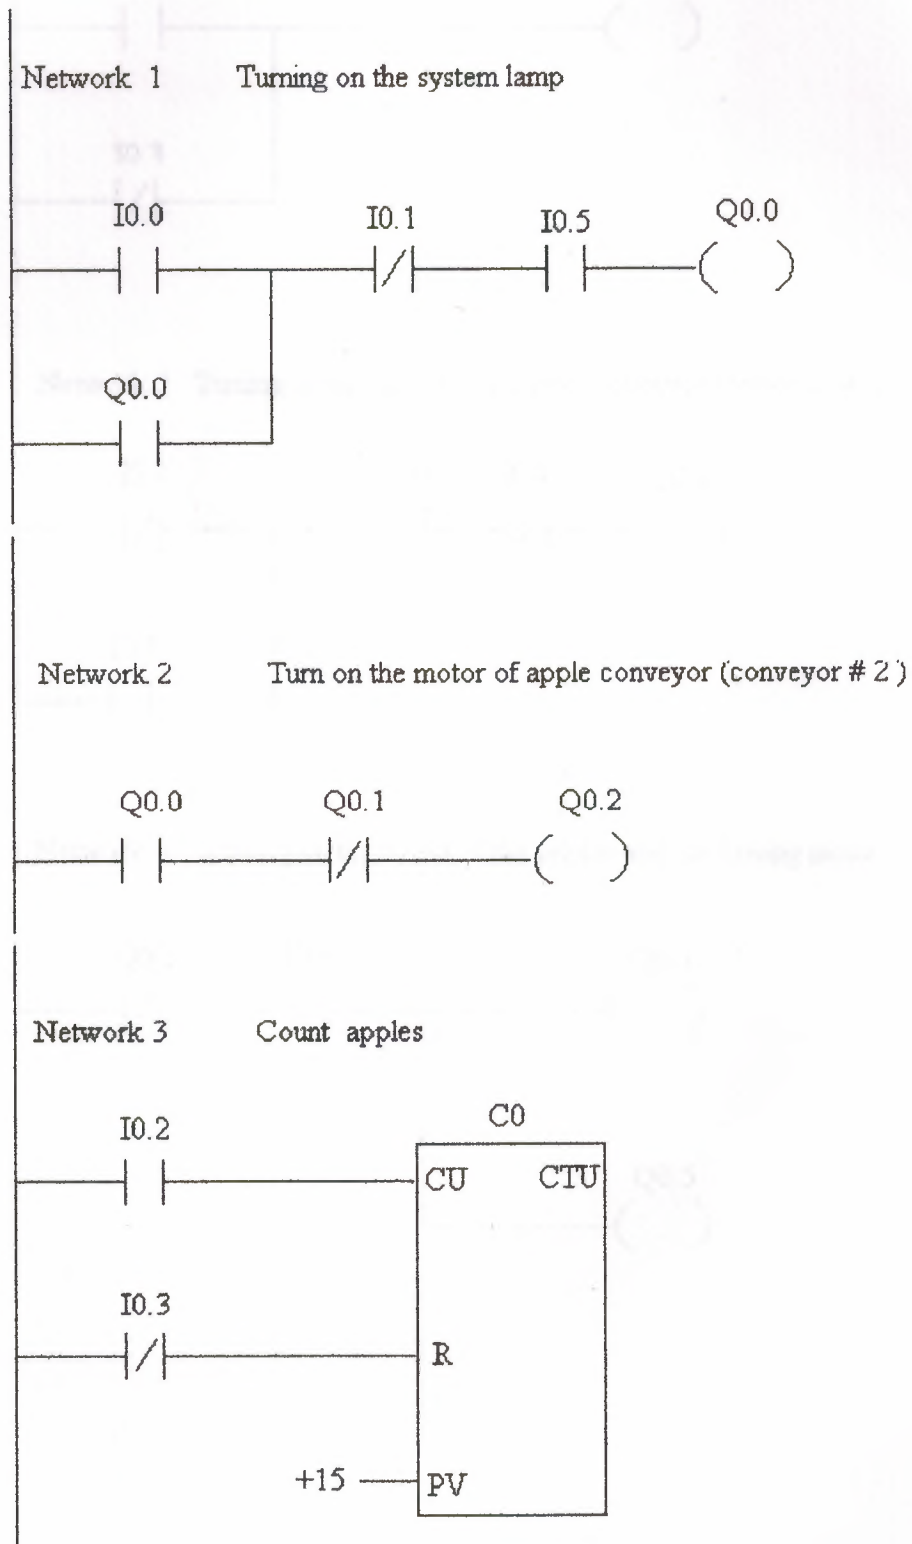 Network 1 Turning on the system lamp
I0.0 I0.1 I0.5 Q0.0
Q0.0
Network 2 Turn on the motor of apple conveyor (conveyor # 2 )
Q0.0 Q0.1 Q0.2
Network 3 Count apples
C0
I0.2
CU CTU
I0.3
R
+15 PV